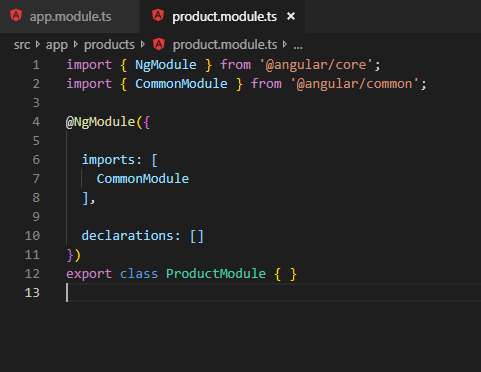 app.module.ts product.module.ts ×
src > app > products > product.module.ts > ...
1 import { NgModule } from '@angular/core';
2 import { CommonModule } from '@angular/common';
3
4 @NgModule({
5
6   imports: [
7     CommonModule
8   ],
9
10   declarations: []
11 })
12 export class ProductModule { }
13